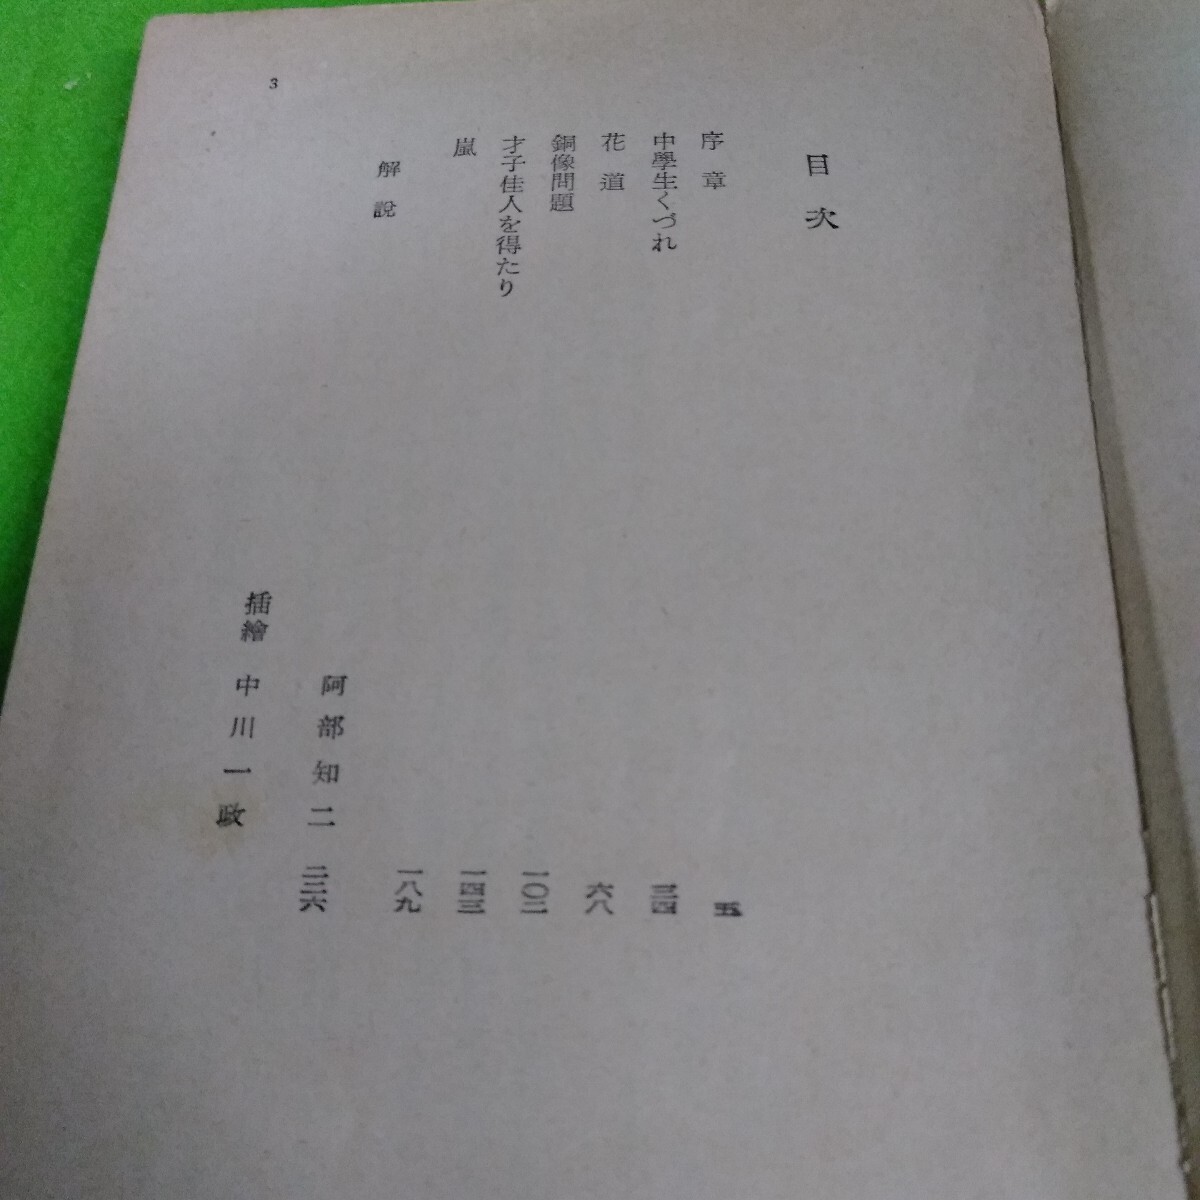 目次
序章 五
中學生くづれ 三四
花道 六八
銅像問題 一〇二
才子佳人を得たり 一四三
嵐 一八九
解說 阿部知二 二三六
插繪 中川一政
3